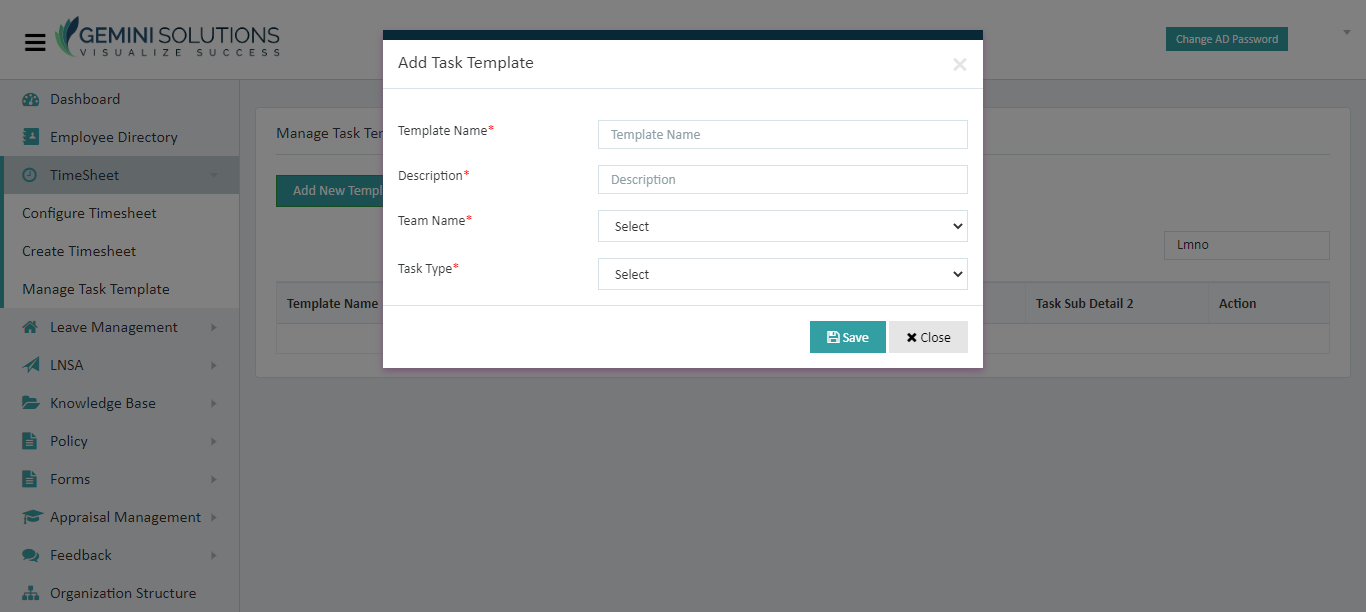 GEMINI SOLUTIONS
VISUALIZE SUCCESS
Change AD Password
Dashboard
Employee Directory
TimeSheet
Configure Timesheet
Create Timesheet
Manage Task Template
Leave Management
LNSA
Knowledge Base
Policy
Forms
Appraisal Management
Feedback
Organization Structure
Manage Task Ter
Add New Templ
Lmno
Template Name
Task Sub Detail 2
Action
Add Task Template
×
Template Name*
Template Name
Description*
Description
Team Name*
Select
Task Type*
Select
Save
Close